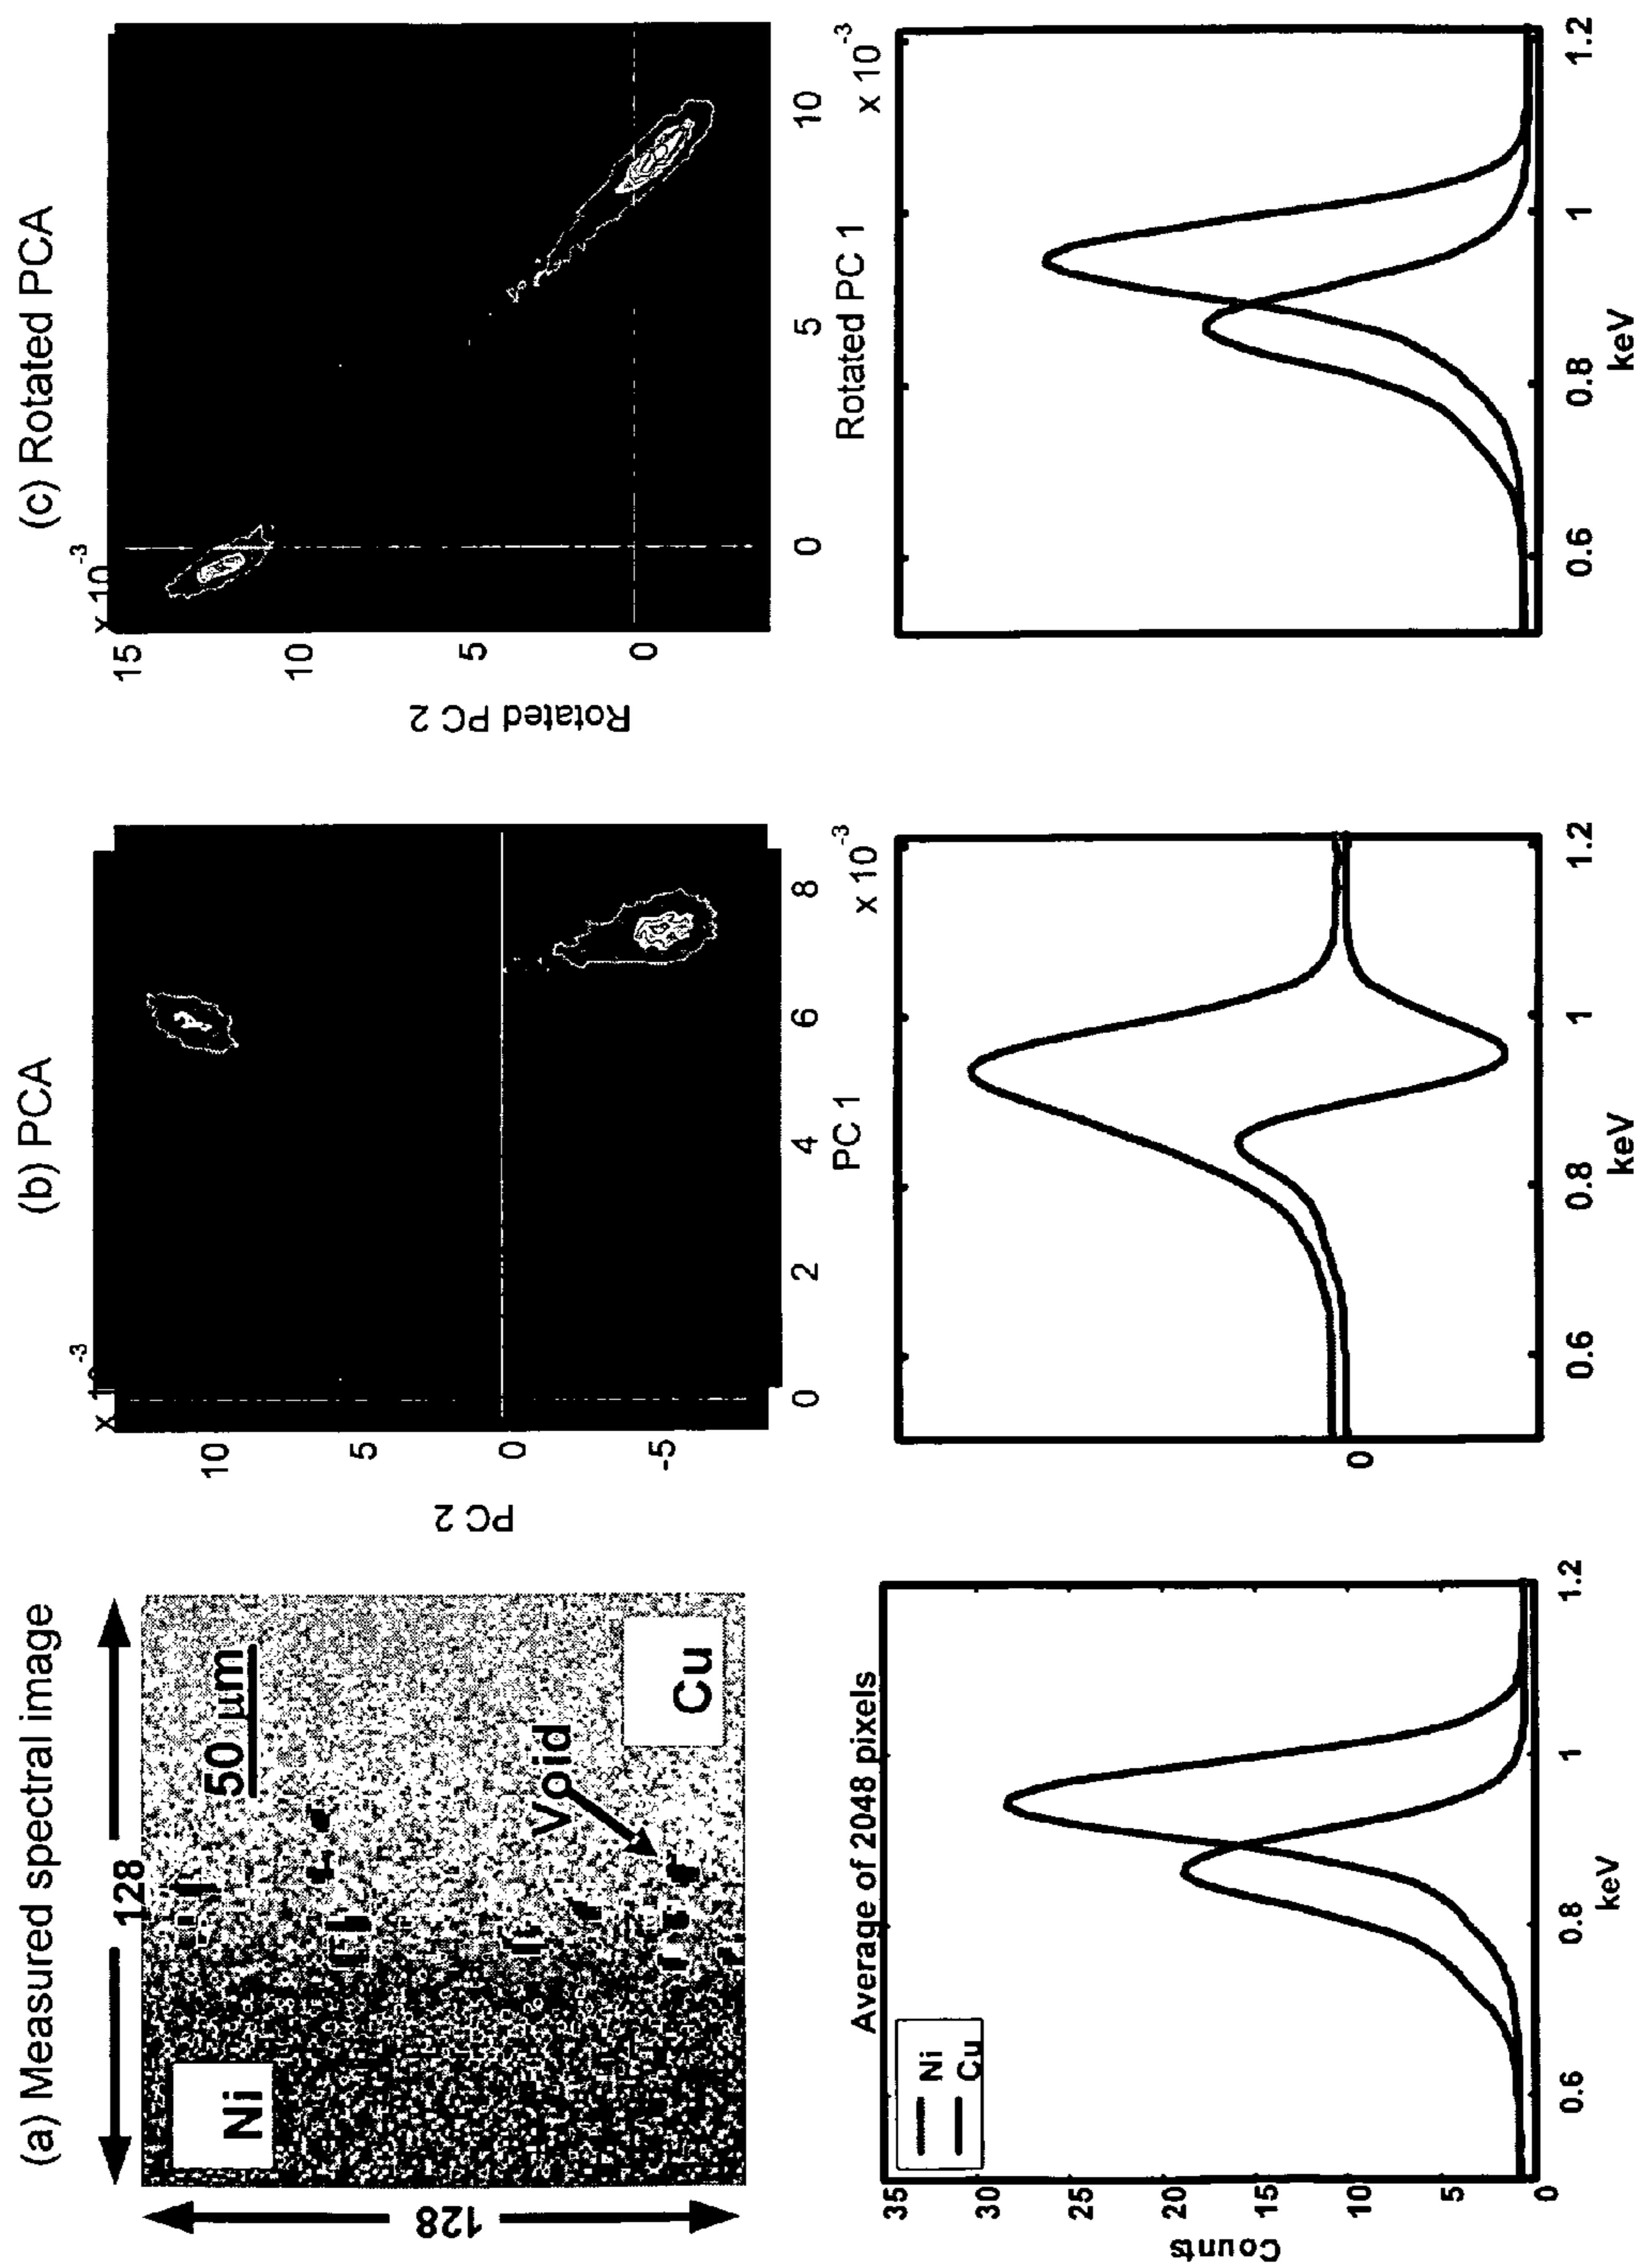 (a) Measured spectral image
128
128
Ni
50 μm
Void
Cu
Average of 2048 pixels
Ni
Cu
Counts
35
30
25
20
15
10
5
0
0.6
0.8
1
1.2
keV
(b) PCA
-3
PC 2
10
5
0
-5
0
2
4
6
8
PC 1
x 10-3
0
0.6
0.8
1
1.2
keV
(c) Rotated PCA
x 10-3
Rotated PC 2
15
10
5
0
0
5
10
Rotated PC 1
x 10-3
0.6
0.8
1
1.2
keV